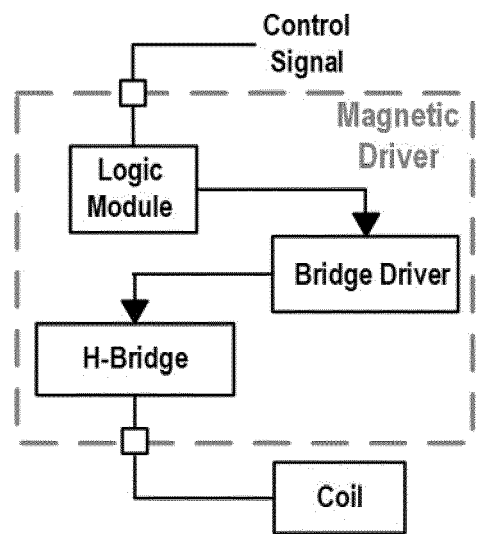 Control
Signal
Magnetic
Driver
Logic
Module
Bridge Driver
H-Bridge
Coil